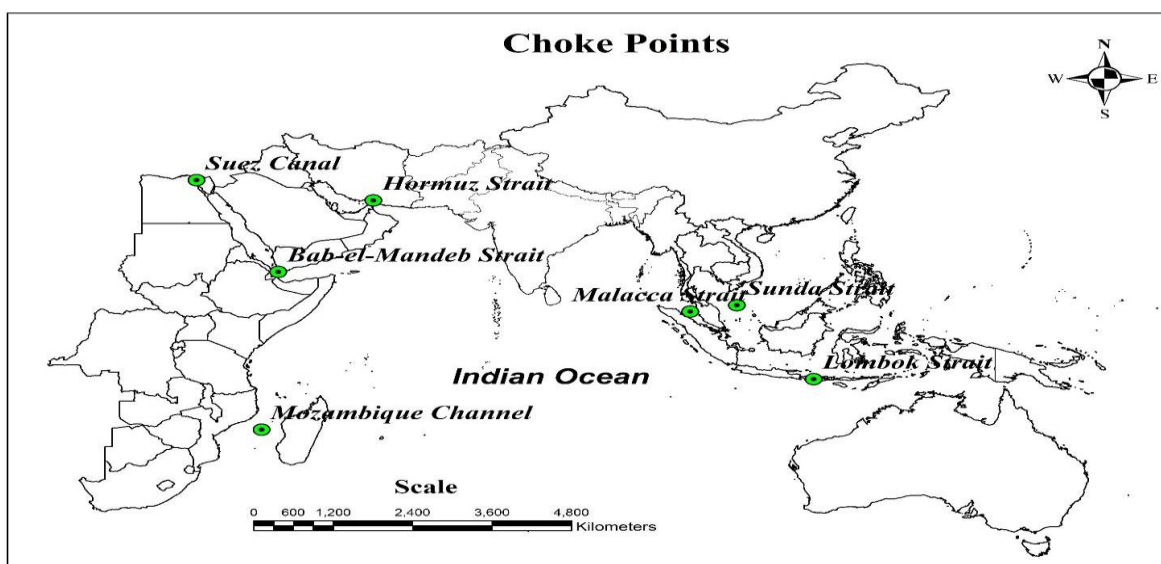 Choke Points
N
W E
S
Suez Canal
Hormuz Strait
Bab-el-Mandeb Strait
Malacca Strait
Sunda Strait
Lombok Strait
Indian Ocean
Mozambique Channel
Scale
0 600 1,200 2,400 3,600 4,800
Kilometers